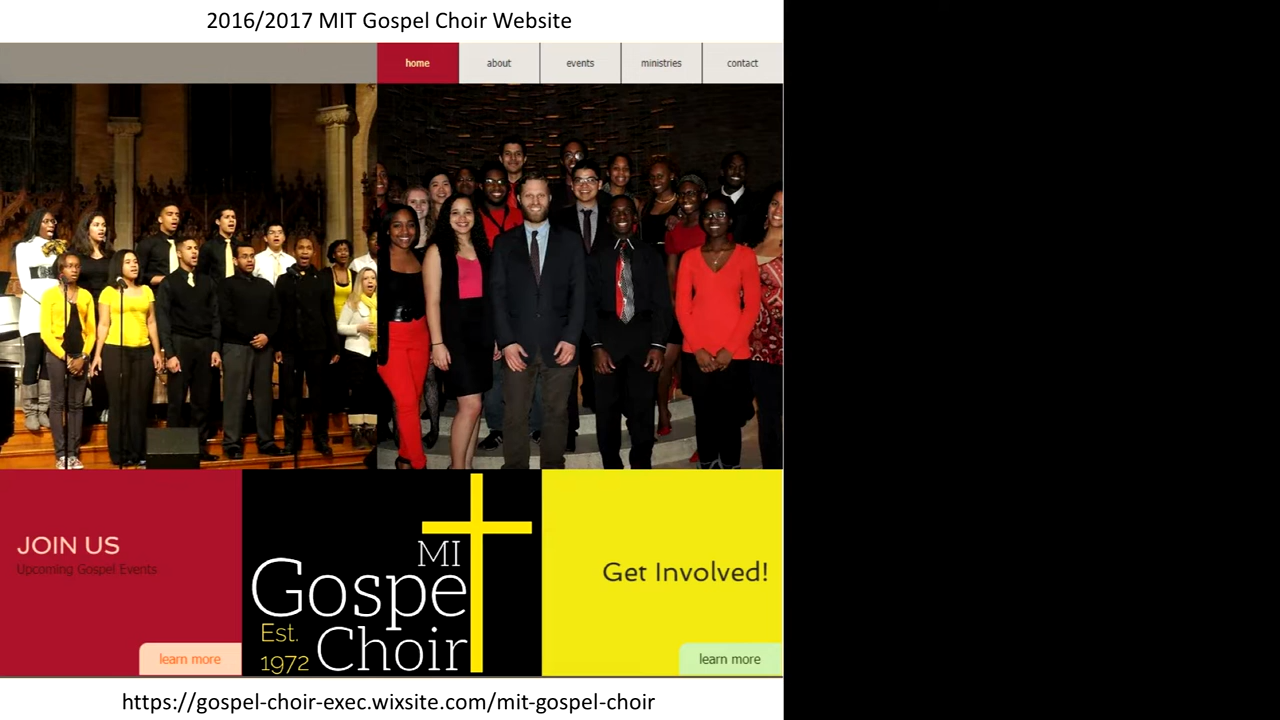 2016/2017 MIT Gospel Choir Website
home about events ministries contact
JOIN US
Upcoming Gospel Events
learn more
MI
Gospe
Est.
1972
Choir
Get Involved!
learn more
https://gospel-choir-exec.wixsite.com/mit-gospel-choir